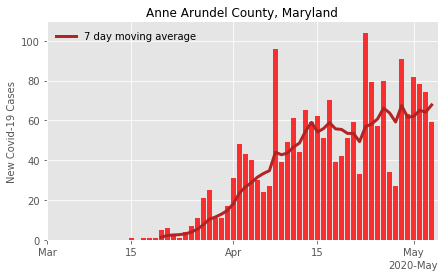 Anne Arundel County, Maryland
7 day moving average
New Covid-19 Cases
100
80
60
40
20
0
Mar 15 Apr 15 May
2020-May